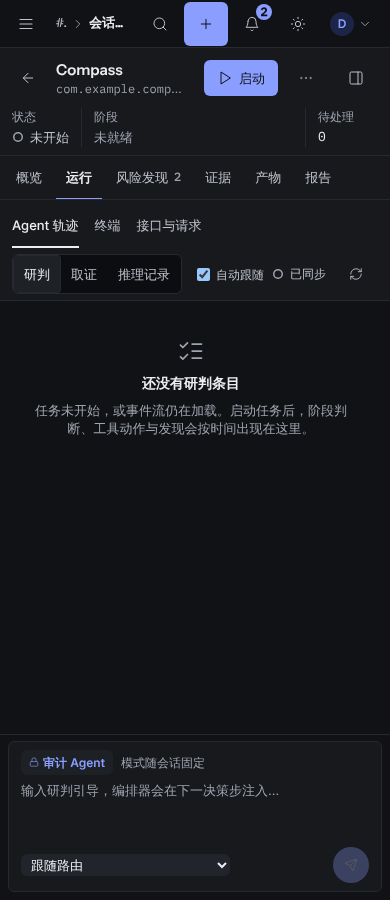 #. 会话… 2 D
Compass
com.example.comp...
启动
状态 阶段 待处理
未开始 未就绪 0
概览 运行 风险发现 2 证据 产物 报告
Agent 轨迹 终端 接口与请求
研判 取证 推理记录 自动跟随 已同步
还没有研判条目
任务未开始，或事件流仍在加载。启动任务后，阶段判
断、工具动作与发现会按时间出现在这里。
审计 Agent 模式随会话固定
输入研判引导，编排器会在下一决策步注入...
跟随路由